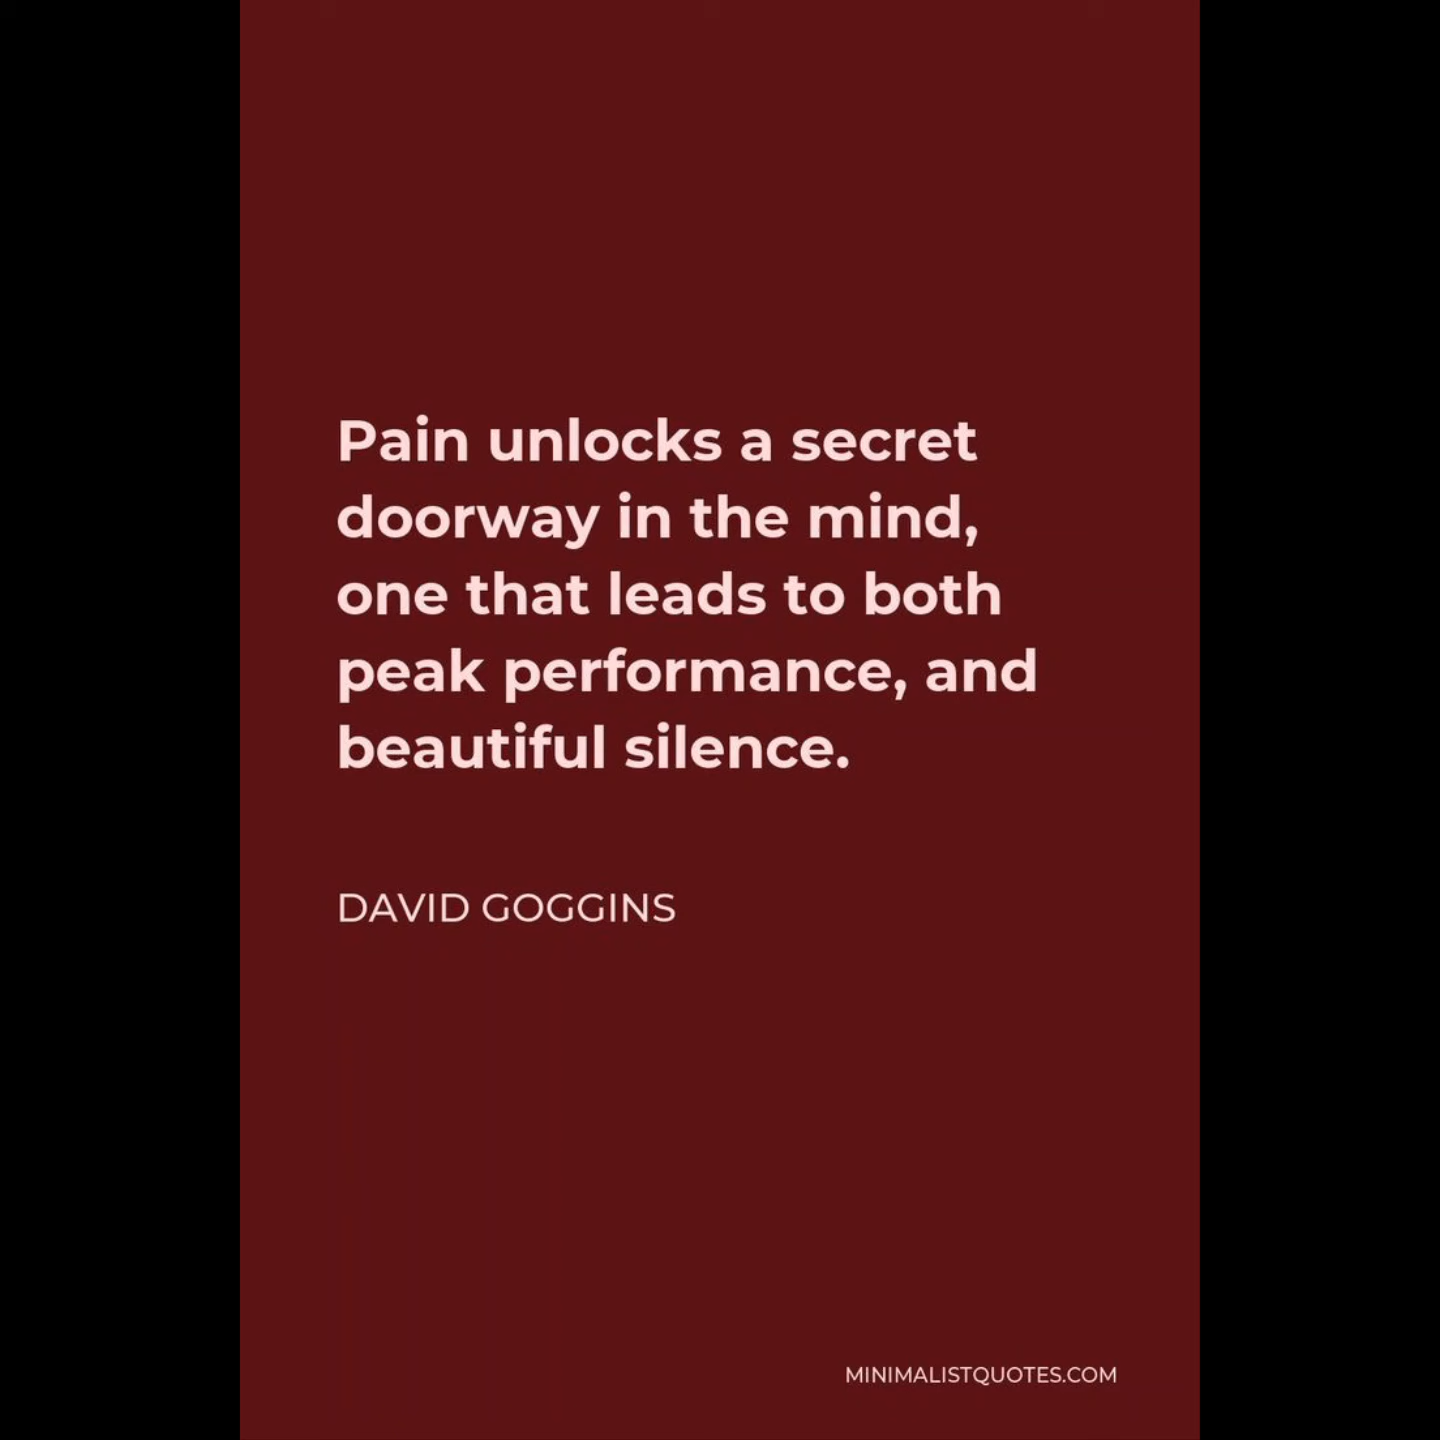 Pain unlocks a secret
doorway in the mind,
one that leads to both
peak performance, and
beautiful silence.
DAVID GOGGINS
MINIMALISTQUOTES.COM